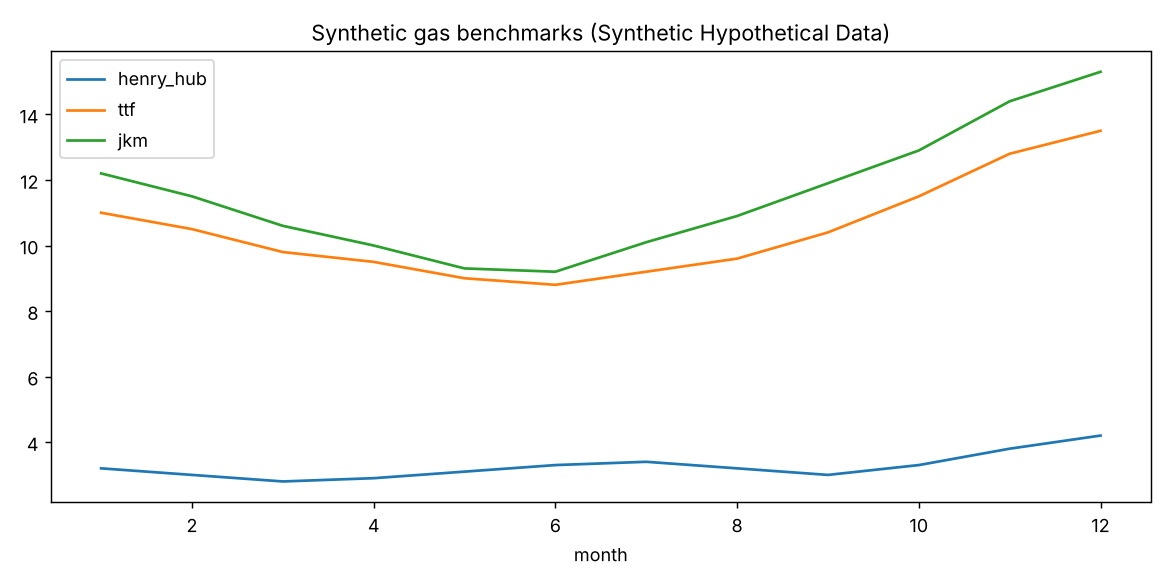 Synthetic gas benchmarks (Synthetic Hypothetical Data)
henry_hub
ttf
jkm
14
12
10
8
6
4
2 4 6 8 10 12
month